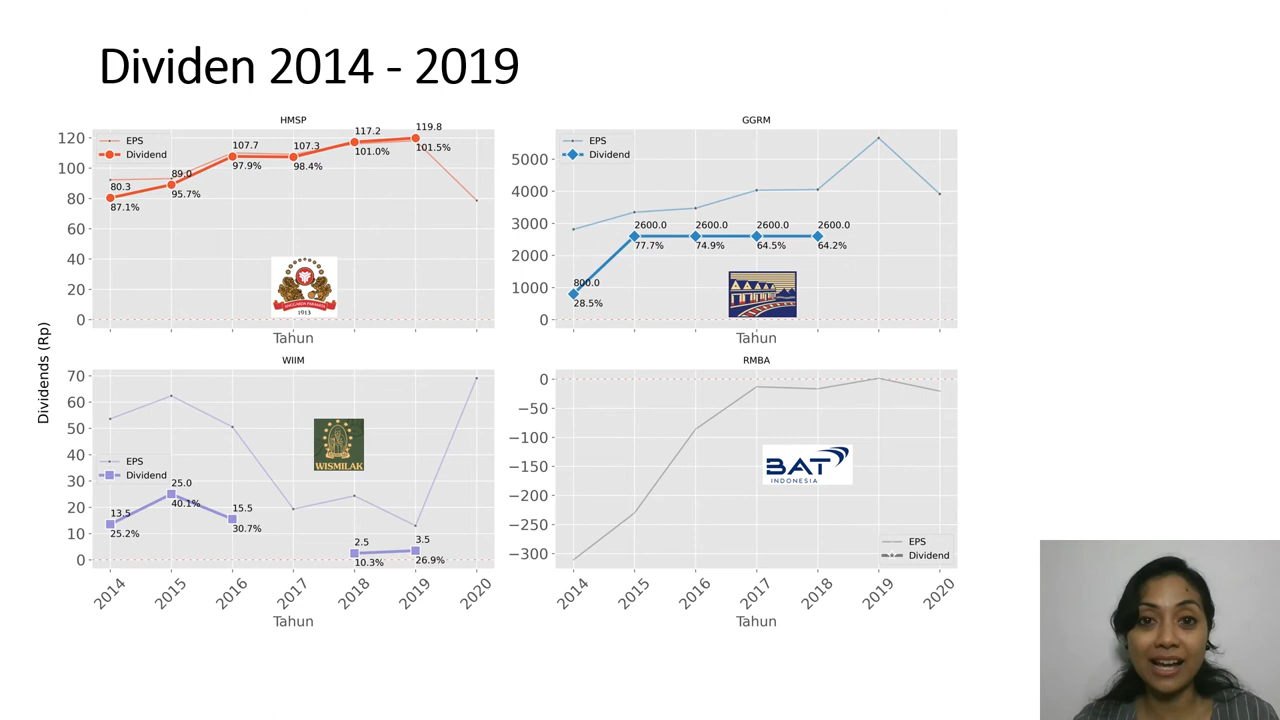 Dividen 2014 - 2019
Dividends (Rp)
HMSP
EPS
Dividend
120
100
80
60
40
20
0
80.3
87.1%
89.0
95.7%
107.7
97.9%
107.3
98.4%
117.2
101.0%
119.8
101.5%
1913
Tahun
GGRM
EPS
Dividend
5000
4000
3000
2000
1000
0
800.0
28.5%
2600.0
77.7%
2600.0
74.9%
2600.0
64.5%
2600.0
64.2%
Tahun
WIIM
EPS
Dividend
70
60
50
40
30
20
10
0
13.5
25.2%
25.0
40.1%
15.5
30.7%
2.5
10.3%
3.5
26.9%
WISMILAK
2014 2015 2016 2017 2018 2019 2020
Tahun
RMBA
0
−50
−100
−150
−200
−250
−300
BAT
INDONESIA
EPS
Dividend
2014 2015 2016 2017 2018 2019 2020
Tahun